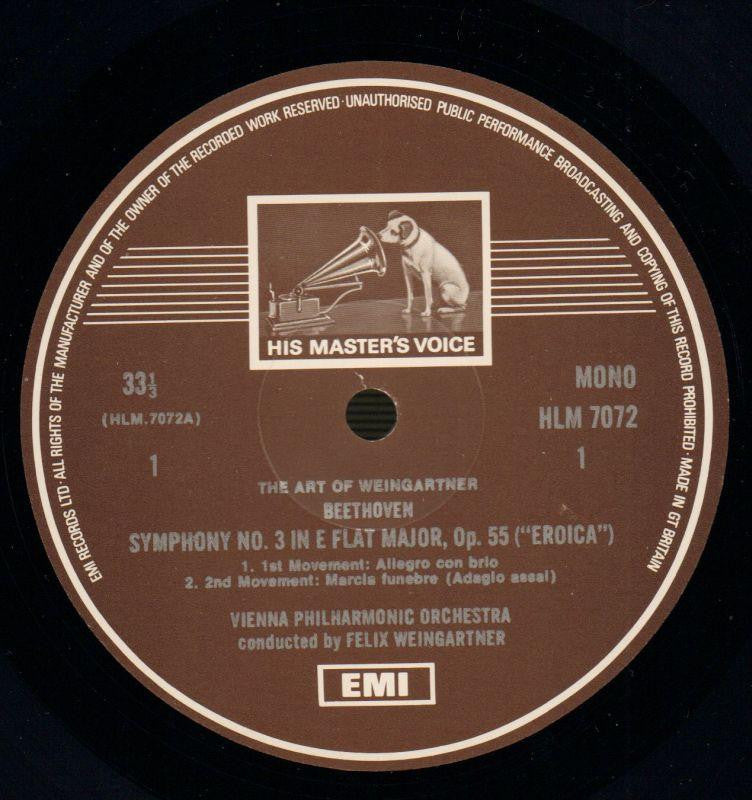 EMI RECORDS LTD · ALL RIGHTS OF THE MANUFACTURER AND OF THE OWNER OF THE RECORDED WORK RESERVED · UNAUTHORISED PUBLIC PERFORMANCE BROADCASTING AND COPYING OF THIS RECORD PROHIBITED · MADE IN GT BRITAIN
HIS MASTER'S VOICE
33⅓
MONO
(HLM.7072A)
HLM 7072
1
1
THE ART OF WEINGARTNER
BEETHOVEN
SYMPHONY NO. 3 IN E FLAT MAJOR, Op. 55 ("EROICA")
1. 1st Movement: Allegro con brio
2. 2nd Movement: Marcia funebre (Adagio assai)
VIENNA PHILHARMONIC ORCHESTRA
conducted by FELIX WEINGARTNER
EMI